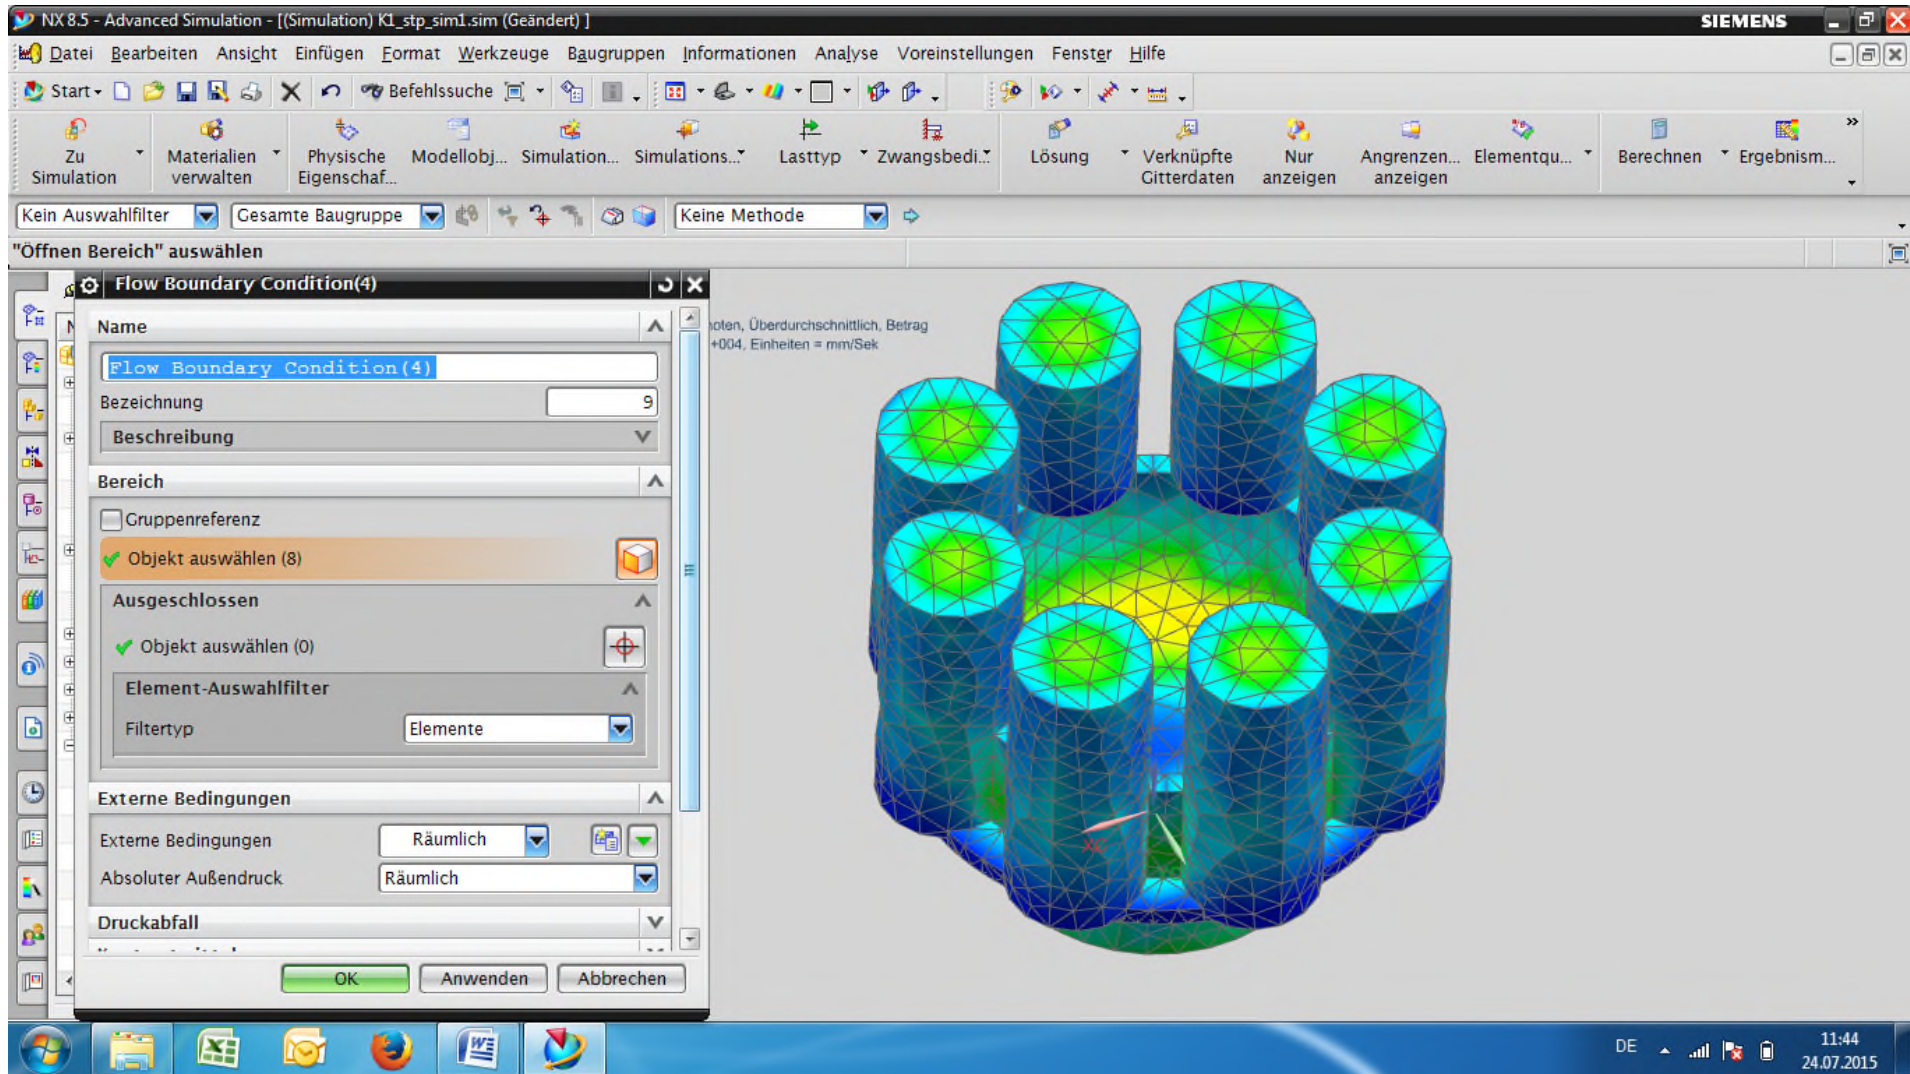 NX 8.5 - Advanced Simulation - [(Simulation) K1_stp_sim1.sim (Geändert) ]
SIEMENS
Datei Bearbeiten Ansicht Einfügen Format Werkzeuge Baugruppen Informationen Analyse Voreinstellungen Fenster Hilfe
Start Befehlssuche
Zu Simulation
Materialien verwalten
Physische Eigenschaf...
Modellobj...
Simulation...
Simulations...
Lasttyp
Zwangsbedi...
Lösung
Verknüpfte Gitterdaten
Nur anzeigen
Angrenzen... anzeigen
Elementqu...
Berechnen
Ergebnism...
Kein Auswahlfilter Gesamte Baugruppe Keine Methode
"Öffnen Bereich" auswählen
Flow Boundary Condition(4)
Name
Flow Boundary Condition(4)
Bezeichnung 9
Beschreibung
Bereich
Gruppenreferenz
Objekt auswählen (8)
Ausgeschlossen
Objekt auswählen (0)
Element-Auswahlfilter
Filtertyp Elemente
Externe Bedingungen
Externe Bedingungen Räumlich
Absoluter Außendruck Räumlich
Druckabfall
OK Anwenden Abbrechen
noten, Überdurchschnittlich, Betrag
+004, Einheiten = mm/Sek
XC
DE
11:44
24.07.2015